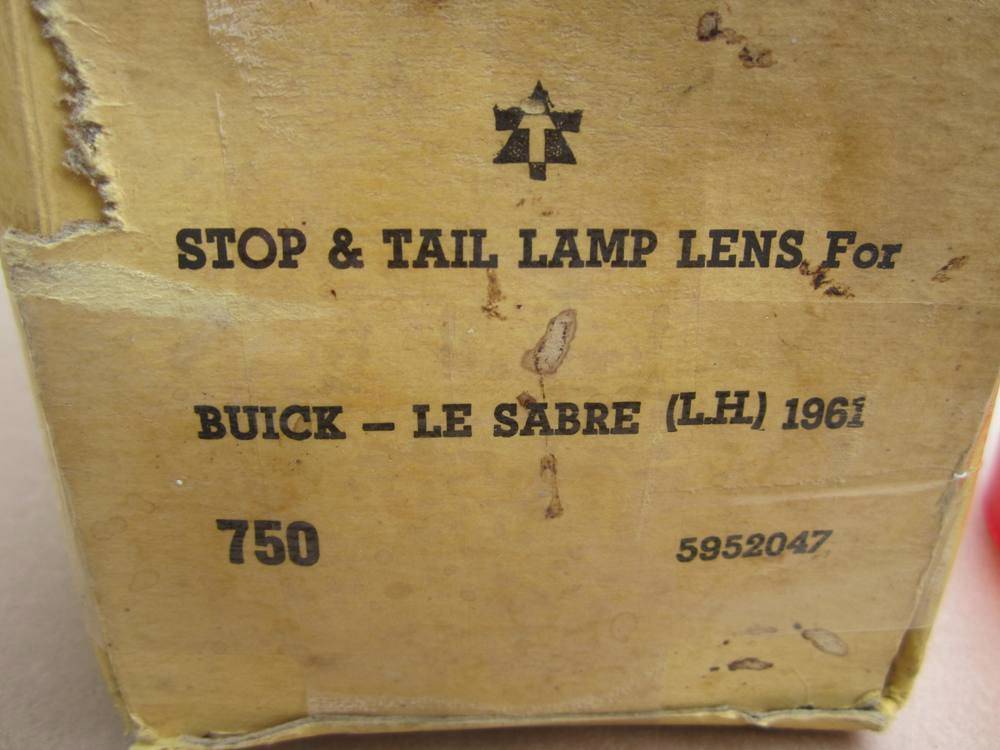 T
STOP & TAIL LAMP LENS For
BUICK – LE SABRE (L.H.) 1961
750 5952047